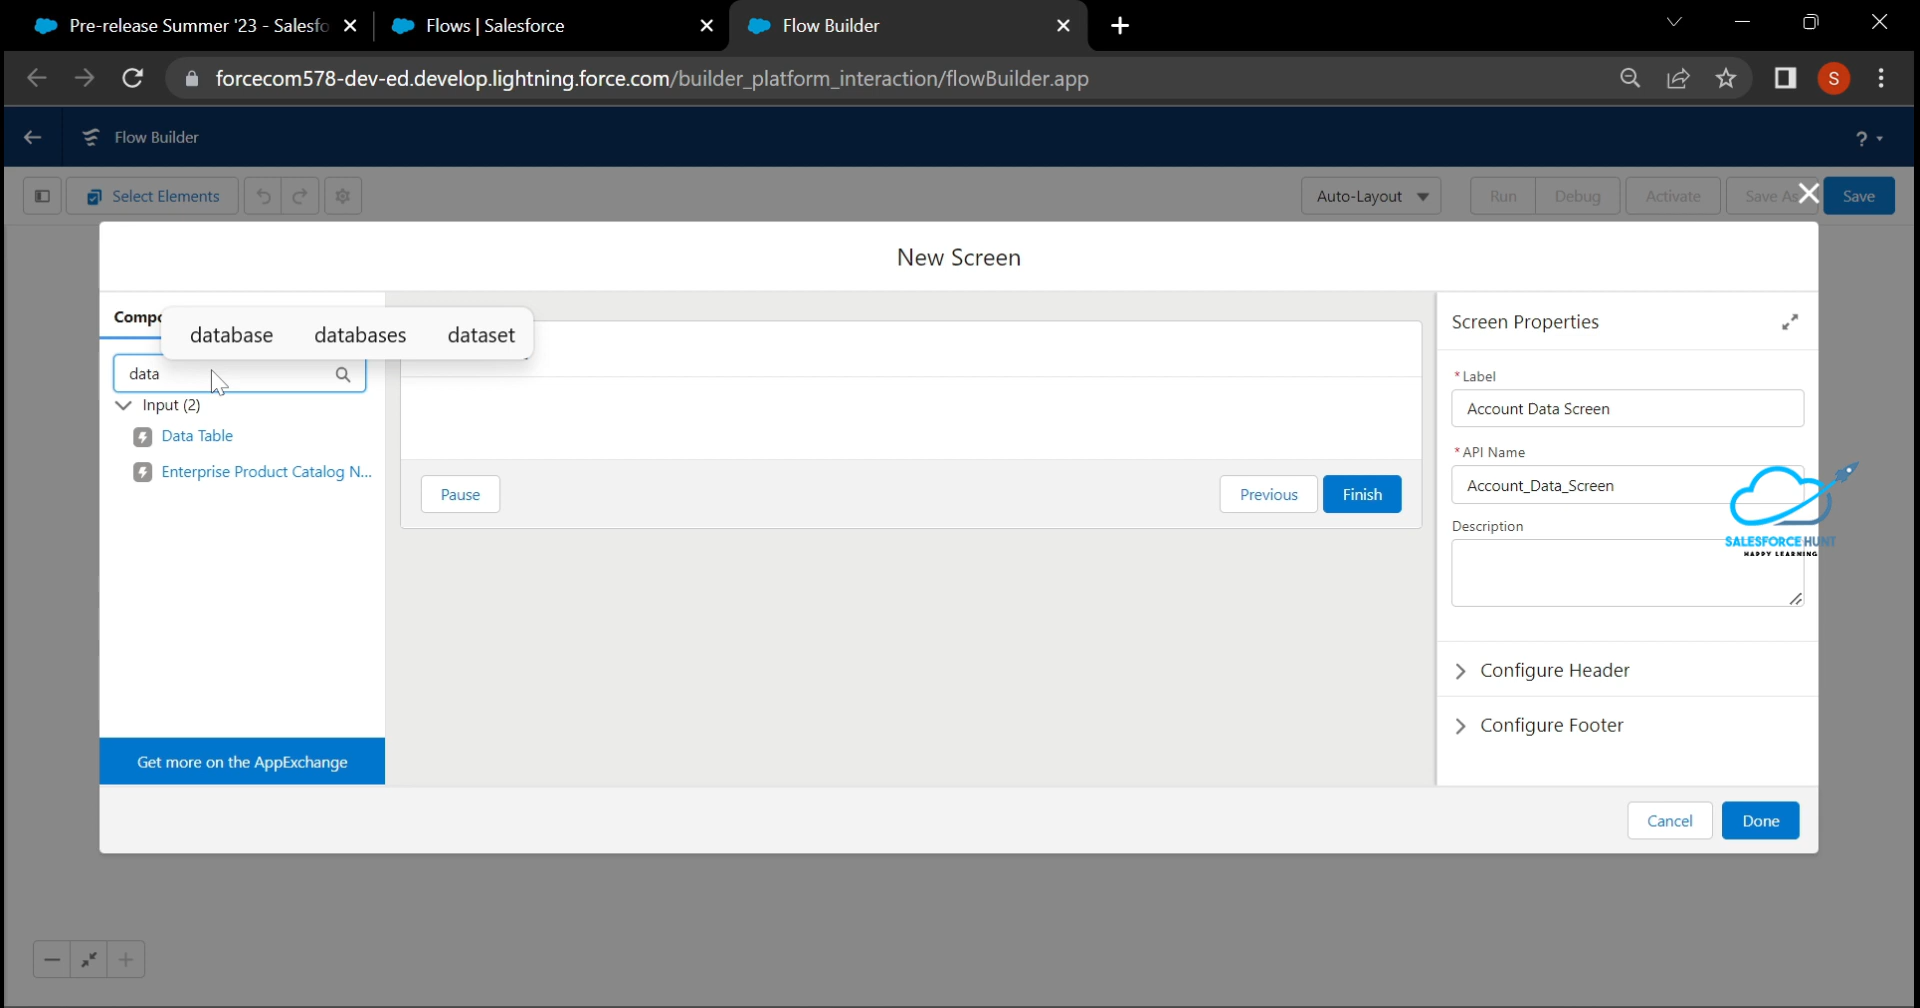 Pre-release Summer '23 - Salesfo
Flows | Salesforce
Flow Builder
forcecom578-dev-ed.develop.lightning.force.com/builder_platform_interaction/flowBuilder.app
S
Flow Builder
?
Select Elements
Auto-Layout
Run
Debug
Activate
Save As
Save
New Screen
Compo
database databases dataset
data
Input (2)
Data Table
Enterprise Product Catalog N...
Get more on the AppExchange
Pause
Previous
Finish
Screen Properties
* Label
Account Data Screen
* API Name
Account_Data_Screen
Description
SALESFORCE HUNT
HAPPY LEARNING
Configure Header
Configure Footer
Cancel
Done